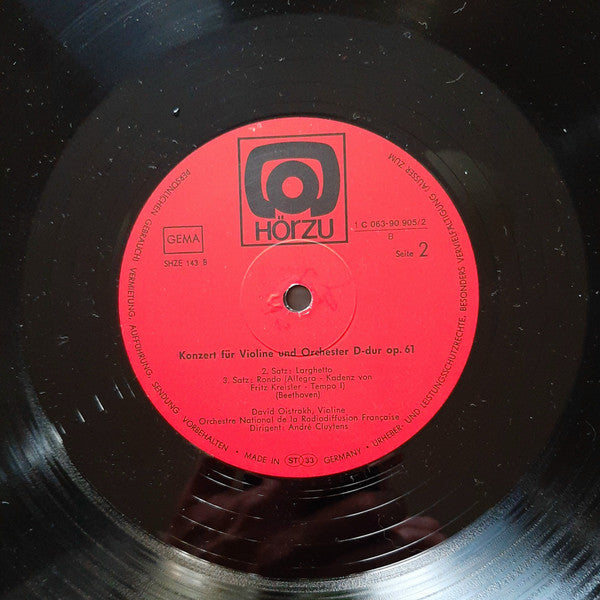 HÖRZU
GEMA
SHZE 143 B
1 C 063-90 905/2
B
Seite 2
Konzert für Violine und Orchester D-dur op. 61
2. Satz: Larghetto
3. Satz: Rondo (Allegro - Kadenz von
Fritz Kreisler - Tempo I)
(Beethoven)
David Oistrakh, Violine
Orchestre National de la Radiodiffusion Française
Dirigent: André Cluytens
• MADE IN ST 33 GERMANY • URHEBER- UND LEISTUNGSSCHUTZRECHTE, BESONDERS VERVIELFÄLTIGUNG (AUSSER ZUM PERSÖNLICHEN GEBRAUCH) VERMIETUNG, AUFFÜHRUNG, SENDUNG VORBEHALTEN